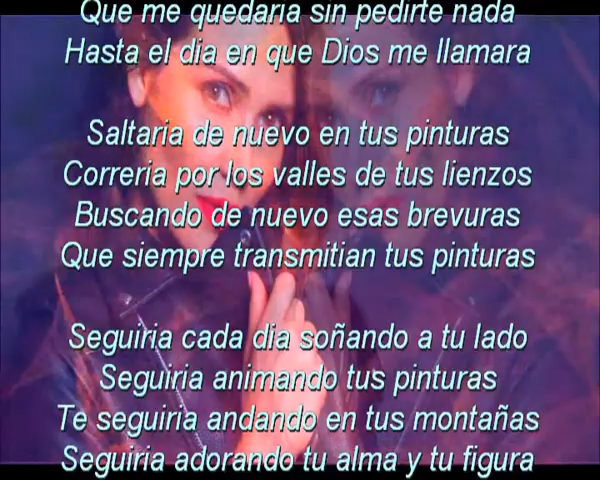 Que me quedaria sin pedirte nada
Hasta el dia en que Dios me llamara
Saltaria de nuevo en tus pinturas
Correria por los valles de tus lienzos
Buscando de nuevo esas brevuras
Que siempre transmitian tus pinturas
Seguiria cada dia soñando a tu lado
Seguiria animando tus pinturas
Te seguiria andando en tus montañas
Seguiria adorando tu alma y tu figura